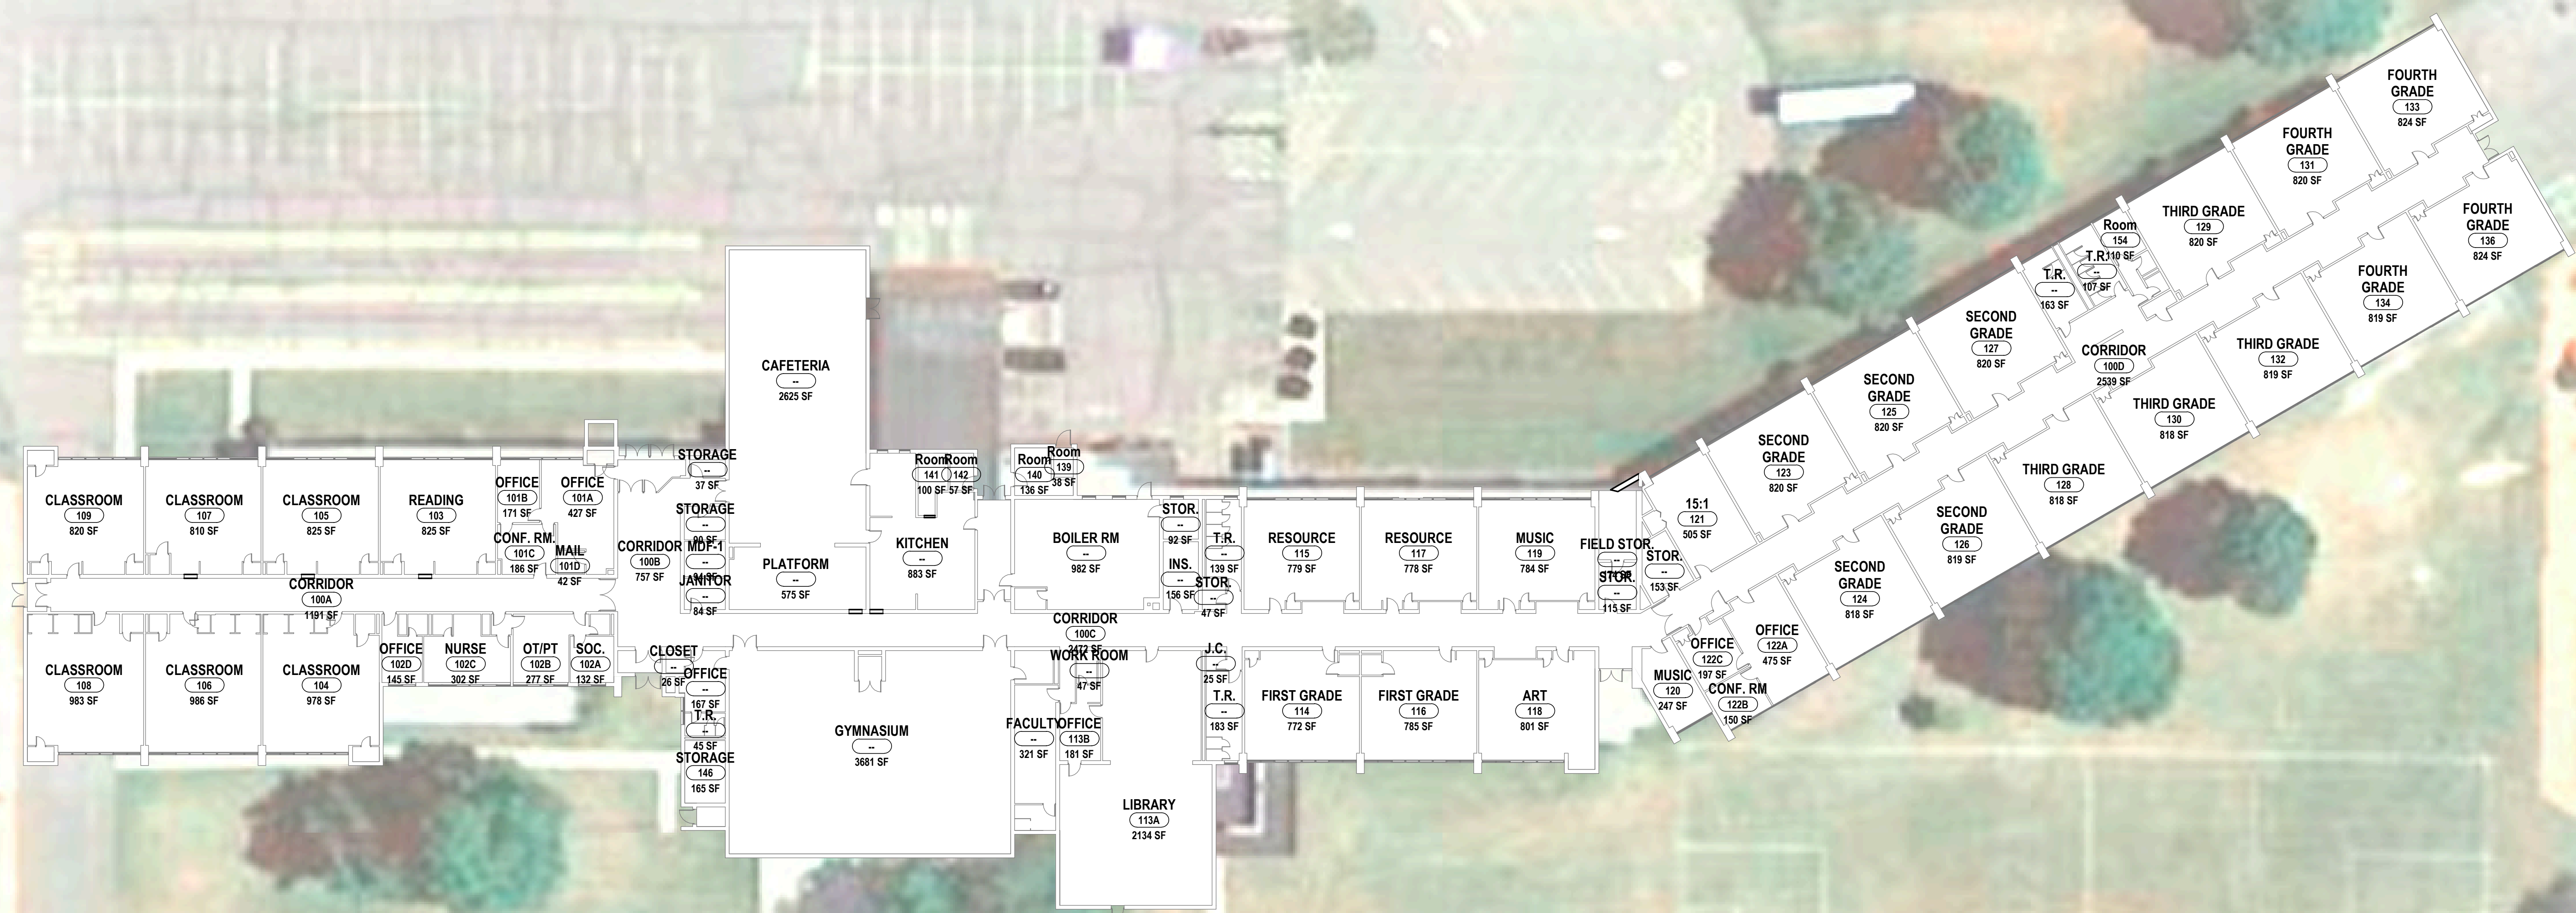 CLASSROOM
109
820 SF
CLASSROOM
107
810 SF
CLASSROOM
105
825 SF
READING
103
825 SF
OFFICE
101B
171 SF
OFFICE
101A
427 SF
CONF. RM.
101C
186 SF
MAIL
101D
42 SF
CORRIDOR
100A
1191 SF
CLASSROOM
108
983 SF
CLASSROOM
106
986 SF
CLASSROOM
104
978 SF
OFFICE
102D
145 SF
NURSE
102C
302 SF
OT/PT
102B
277 SF
SOC.
102A
132 SF
CORRIDOR
100B
757 SF
STORAGE
--
37 SF
STORAGE
--
90 SF
MDF-1
--
JANITOR
--
84 SF
CAFETERIA
--
2625 SF
PLATFORM
--
575 SF
KITCHEN
--
883 SF
Room
141
100 SF
Room
142
57 SF
Room
140
136 SF
Room
139
38 SF
BOILER RM
--
982 SF
STOR.
--
92 SF
INS.
--
156 SF
T.R.
--
139 SF
STOR.
--
47 SF
CORRIDOR
100C
2472 SF
CLOSET
--
26 SF
OFFICE
--
167 SF
T.R.
--
45 SF
STORAGE
146
165 SF
GYMNASIUM
--
3681 SF
FACULTY
--
321 SF
WORK ROOM
--
47 SF
OFFICE
113B
181 SF
LIBRARY
113A
2134 SF
J.C.
--
25 SF
T.R.
--
183 SF
RESOURCE
115
779 SF
RESOURCE
117
778 SF
MUSIC
119
784 SF
FIRST GRADE
114
772 SF
FIRST GRADE
116
785 SF
ART
118
801 SF
FIELD STOR.
--
STOR.
--
115 SF
STOR.
--
153 SF
15:1
121
505 SF
MUSIC
120
247 SF
OFFICE
122C
197 SF
CONF. RM
122B
150 SF
OFFICE
122A
475 SF
SECOND
GRADE
123
820 SF
SECOND
GRADE
125
820 SF
SECOND
GRADE
127
820 SF
T.R.
--
163 SF
T.R.
--
107 SF
Room
154
110 SF
THIRD GRADE
129
820 SF
FOURTH
GRADE
131
820 SF
FOURTH
GRADE
133
824 SF
CORRIDOR
100D
2539 SF
SECOND
GRADE
124
818 SF
SECOND
GRADE
126
819 SF
THIRD GRADE
128
818 SF
THIRD GRADE
130
818 SF
THIRD GRADE
132
819 SF
FOURTH
GRADE
134
819 SF
FOURTH
GRADE
136
824 SF